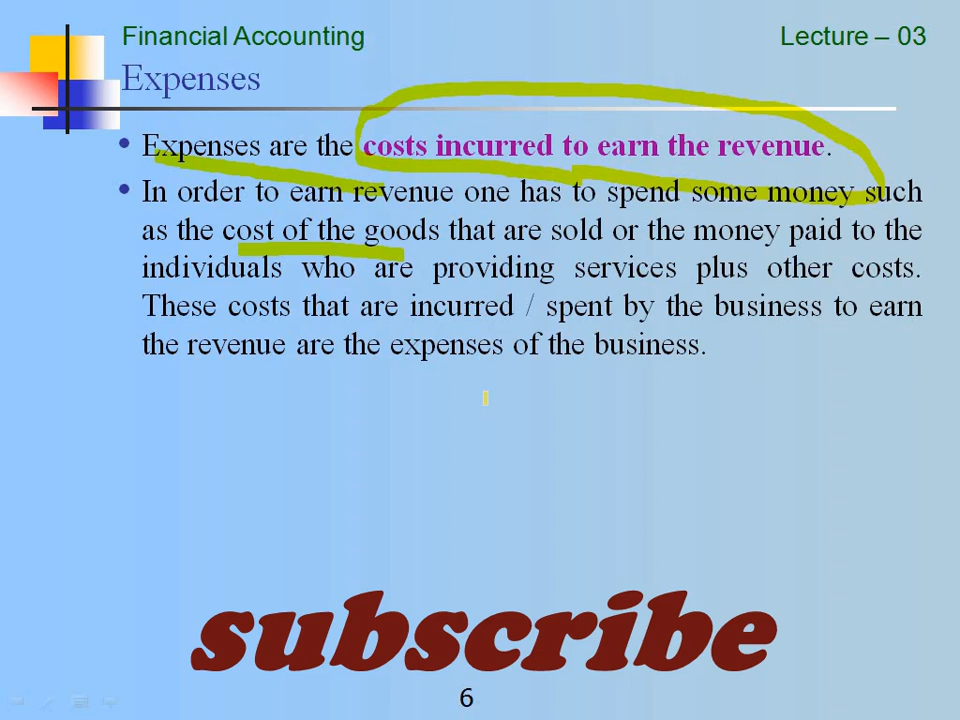 Financial Accounting
Lecture – 03
Expenses
• Expenses are the costs incurred to earn the revenue.
• In order to earn revenue one has to spend some money such
as the cost of the goods that are sold or the money paid to the
individuals who are providing services plus other costs.
These costs that are incurred / spent by the business to earn
the revenue are the expenses of the business.
subscribe
6